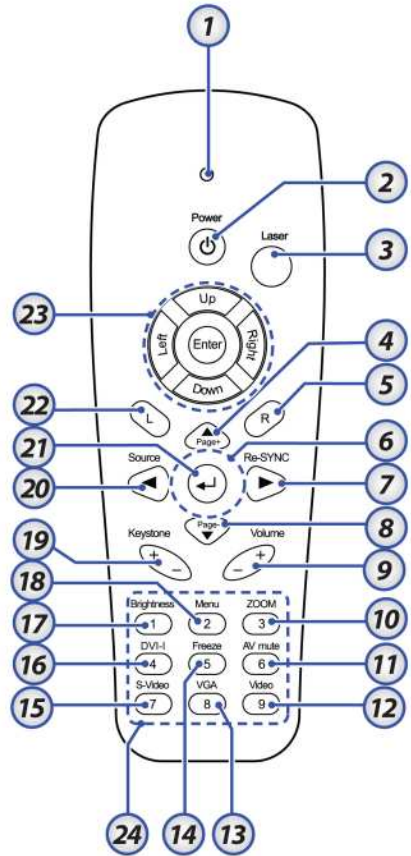 1
Power
2
Laser
3
23
Up
Left
Enter
Right
Down
4
5
22
L
R
Page+
6
21
Source
Re-SYNC
20
7
Page-
8
19
Keystone
Volume
+
−
−
+
9
18
Brightness
Menu
ZOOM
17
1
2
3
10
DVI-I
Freeze
AV mute
16
4
5
6
11
S-Video
VGA
Video
15
7
8
9
12
24
14
13